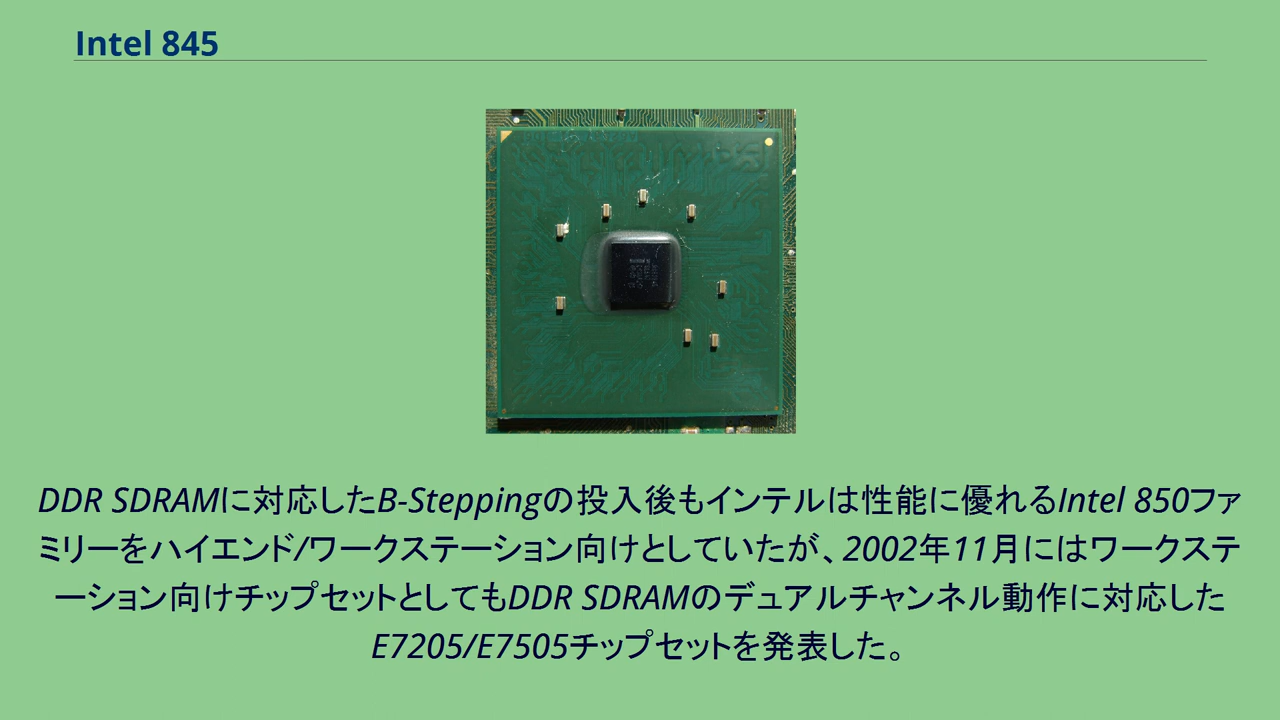 Intel 845
DDR SDRAMに対応したB-Steppingの投入後もインテルは性能に優れるIntel 850ファ
ミリーをハイエンド/ワークステーション向けとしていたが、2002年11月にはワークステ
ーション向けチップセットとしてもDDR SDRAMのデュアルチャンネル動作に対応した
E7205/E7505チップセットを発表した。